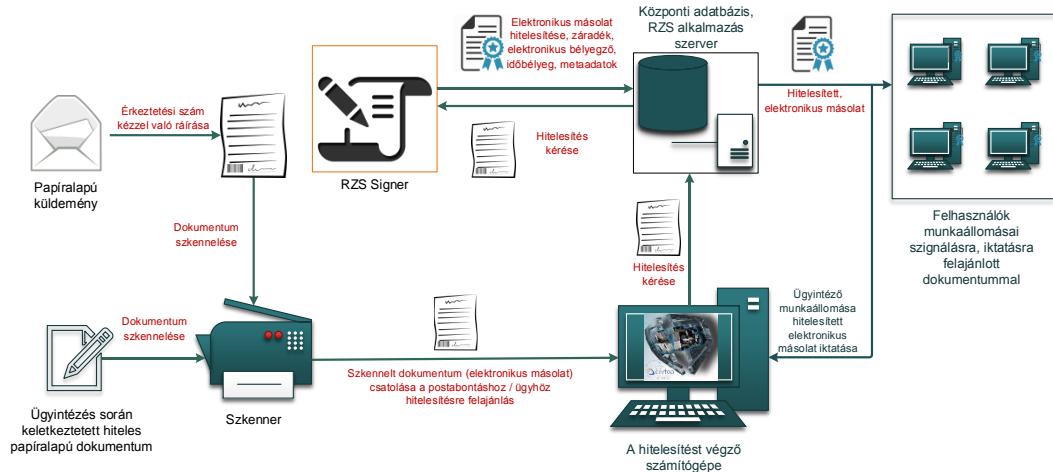 Elektronikus másolat
hitelesítése, záradék,
elektronikus bélyegző,
időbélyeg, metaadatok
Központi adatbázis,
RZS alkalmazás
szerver
Érkeztetési szám
kézzel való ráírása
Hitelesített,
elektronikus másolat
Hitelesítés
kérése
Papíralapú
küldemény
RZS Signer
Felhasználók
munkaállomásai
szignálásra, iktatásra
felajánlott
dokumentummal
Dokumentum
szkennelése
Hitelesítés
kérése
Ügyintéző
munkaállomása
hitelesített
elektronikus
másolat iktatása
Dokumentum
szkennelése
Szkennelt dokumentum (elektronikus másolat)
csatolása a postabontáshoz / ügyhöz
hitelesítésre felajánlás
Ügyintézés során
keletkeztetett hiteles
papíralapú dokumentum
Szkenner
A hitelesítést végző
számítógépe